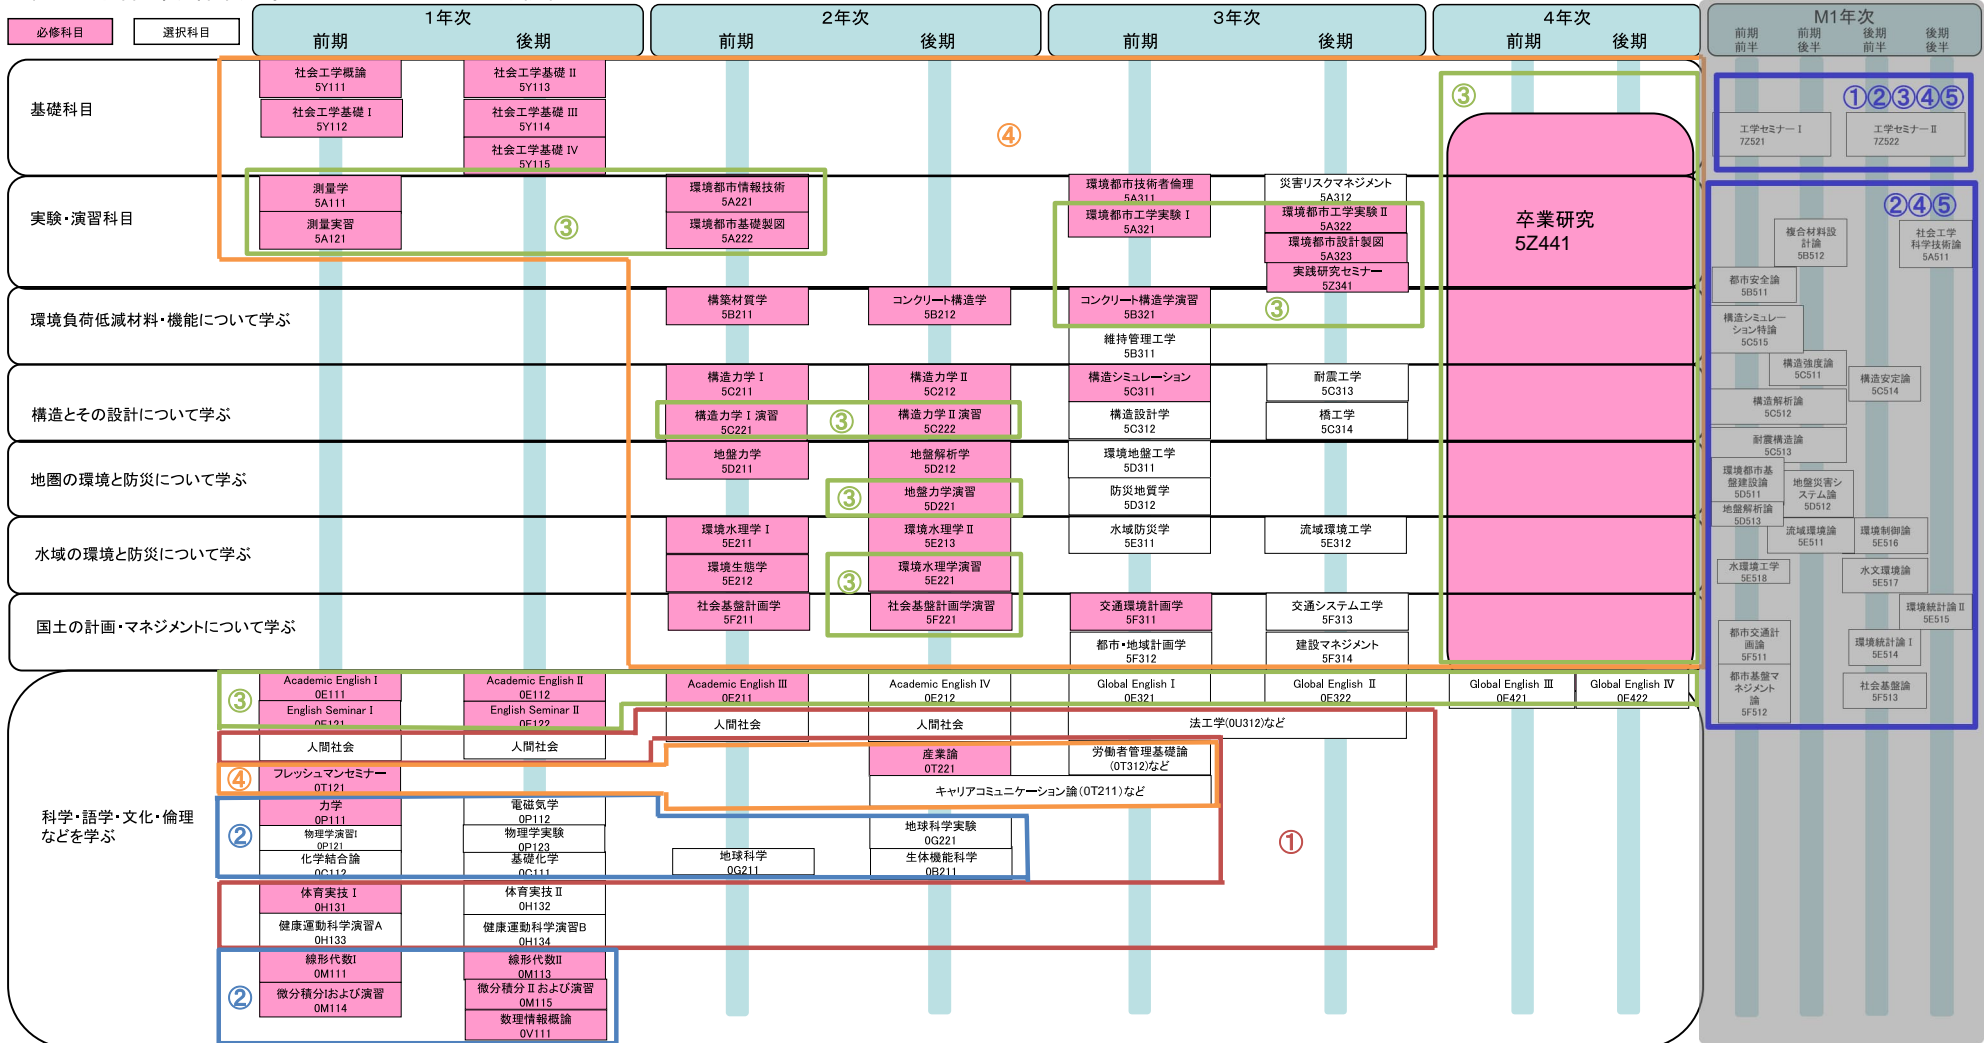 必修科目
選択科目
1年次
前期
後期
2年次
前期
後期
3年次
前期
後期
4年次
前期
後期
M1年次
前期
前半
前期
後半
後期
前半
後期
後半
基礎科目
社会工学概論
5Y111
社会工学基礎 I
5Y112
社会工学基礎 II
5Y113
社会工学基礎 III
5Y114
社会工学基礎 IV
5Y115
④
③
①②③④⑤
工学セミナー I
7Z521
工学セミナー II
7Z522
実験・演習科目
測量学
5A111
測量実習
5A121
③
環境都市情報技術
5A221
環境都市基礎製図
5A222
環境都市技術者倫理
5A311
環境都市工学実験 I
5A321
災害リスクマネジメント
5A312
環境都市工学実験 II
5A322
環境都市設計製図
5A323
実践研究セミナー
5Z341
卒業研究
5Z441
②④⑤
複合材料設
計論
5B512
社会工学
科学技術論
5A511
都市安全論
5B511
環境負荷低減材料・機能について学ぶ
構築材質学
5B211
コンクリート構造学
5B212
コンクリート構造学演習
5B321
③
維持管理工学
5B311
構造シミュレー
ション特論
5C515
構造とその設計について学ぶ
構造力学 I
5C211
構造力学 I 演習
5C221
③
構造力学 II
5C212
構造力学 II 演習
5C222
構造シミュレーション
5C311
構造設計学
5C312
耐震工学
5C313
橋工学
5C314
構造強度論
5C511
構造安定論
5C514
構造解析論
5C512
耐震構造論
5C513
地圏の環境と防災について学ぶ
地盤力学
5D211
地盤解析学
5D212
③
地盤力学演習
5D221
環境地盤工学
5D311
防災地質学
5D312
環境都市基
盤建設論
5D511
地盤災害シ
ステム論
5D512
地盤解析論
5D513
水域の環境と防災について学ぶ
環境水理学 I
5E211
環境生態学
5E212
環境水理学 II
5E213
③
環境水理学演習
5E221
水域防災学
5E311
流域環境工学
5E312
流域環境論
5E511
環境制御論
5E516
水環境工学
5E518
水文環境論
5E517
国土の計画・マネジメントについて学ぶ
社会基盤計画学
5F211
社会基盤計画学演習
5F221
交通環境計画学
5F311
都市・地域計画学
5F312
交通システム工学
5F313
建設マネジメント
5F314
環境統計論 II
5E515
都市交通計
画論
5F511
環境統計論 I
5E514
都市基盤マ
ネジメント
論
5F512
社会基盤論
5F513
科学・語学・文化・倫理
などを学ぶ
③
Academic English I
0E111
English Seminar I
0E121
Academic English II
0E112
English Seminar II
0E122
Academic English III
0E211
Academic English IV
0E212
Global English I
0E321
Global English II
0E322
Global English III
0E421
Global English IV
0E422
人間社会
人間社会
人間社会
人間社会
法工学(0U312)など
④
フレッシュマンセミナー
0T121
産業論
0T221
労働者管理基礎論
(0T312)など
キャリアコミュニケーション論(0T211)など
②
力学
0P111
物理学演習I
0P121
化学結合論
0C112
電磁気学
0P112
物理学実験
0P123
基礎化学
0C111
地球科学
0G211
地球科学実験
0G221
生体機能科学
0B211
①
体育実技 I
0H131
健康運動科学演習A
0H133
体育実技 II
0H132
健康運動科学演習B
0H134
②
線形代数I
0M111
微分積分Iおよび演習
0M114
線形代数II
0M113
微分積分 II および演習
0M115
数理情報概論
0V111